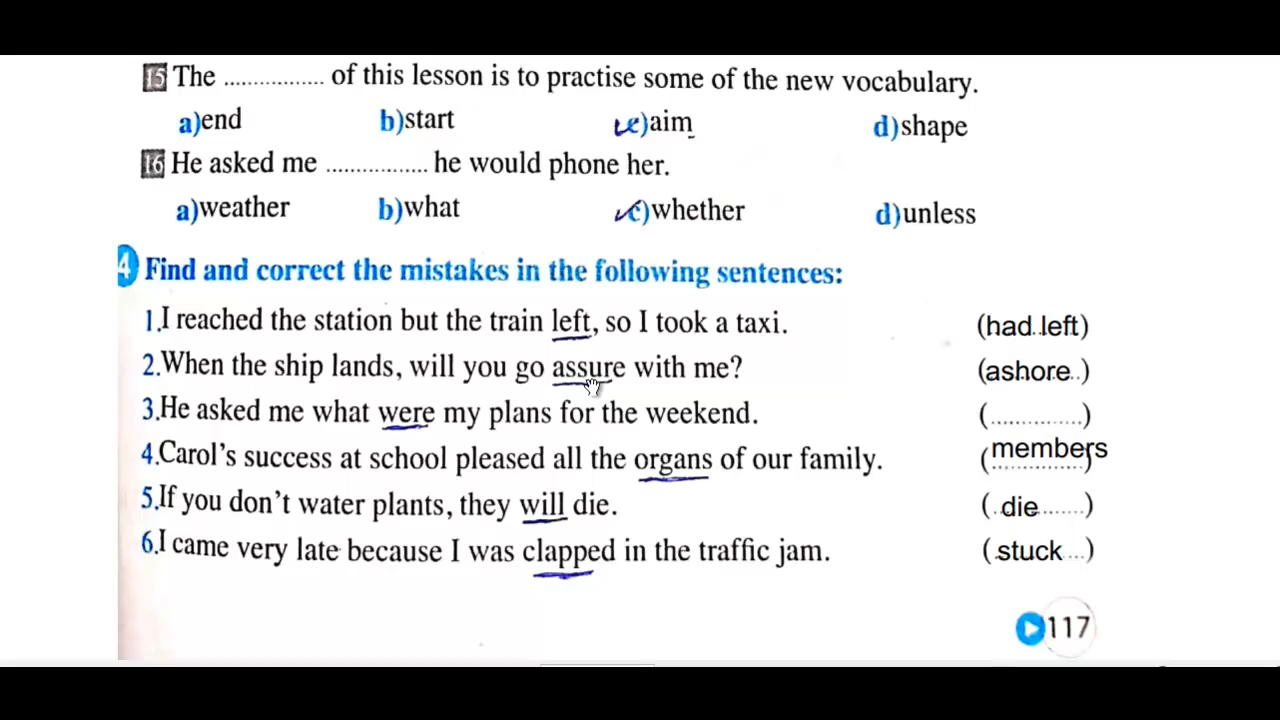 15 The ................ of this lesson is to practise some of the new vocabulary.
a)end b)start c)aim d)shape
16 He asked me ................ he would phone her.
a)weather b)what c)whether d)unless
4 Find and correct the mistakes in the following sentences:
1.I reached the station but the train left, so I took a taxi. (had left)
2.When the ship lands, will you go assure with me? (ashore..)
3.He asked me what were my plans for the weekend. (..............)
4.Carol's success at school pleased all the organs of our family. (members)
5.If you don't water plants, they will die. (.die......)
6.I came very late because I was clapped in the traffic jam. (.stuck...)
117